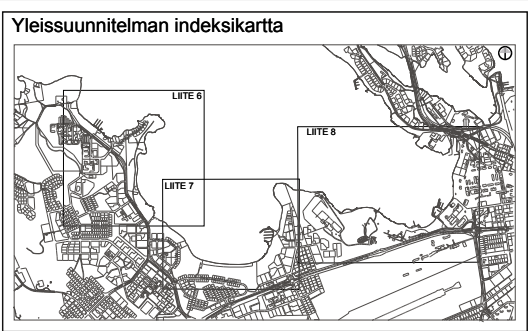 Yleissuunnitelman indeksikartta
LIITE 6
LIITE 8
LIITE 7